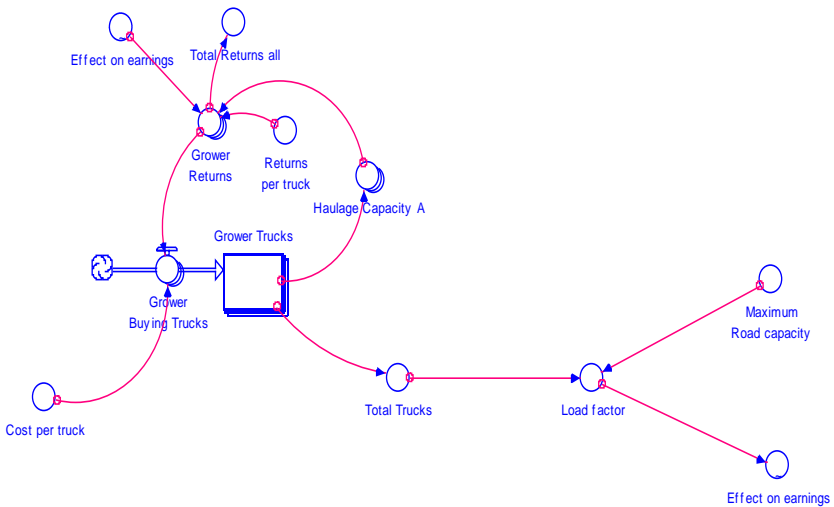 Effect on earnings
Total Returns all
Grower
Returns
Returns
per truck
Haulage Capacity A
Grower Trucks
Grower
Buying Trucks
Maximum
Road capacity
Cost per truck
Total Trucks
Load factor
Effect on earnings